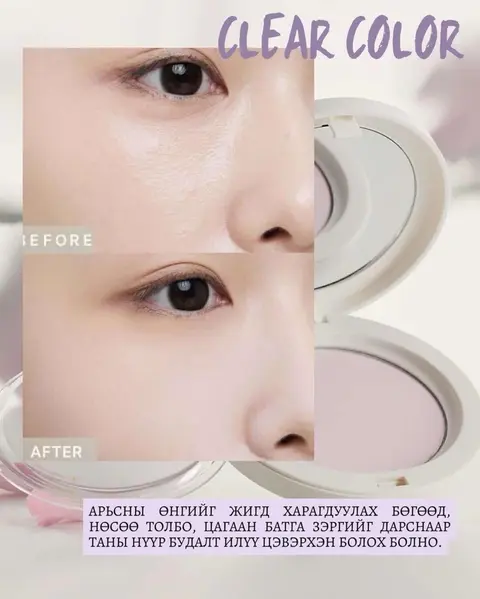 CLEAR COLOR
BEFORE
AFTER
АРЬСНЫ ӨНГИЙГ ЖИГД ХАРАГДУУЛАХ БӨГӨӨД,
НӨСӨӨ ТОЛБО, ЦАГААН БАТГА ЗЭРГИЙГ ДАРСНААР
ТАНЫ НҮҮР БУДАЛТ ИЛҮҮ ЦЭВЭРХЭН БОЛОХ БОЛНО.